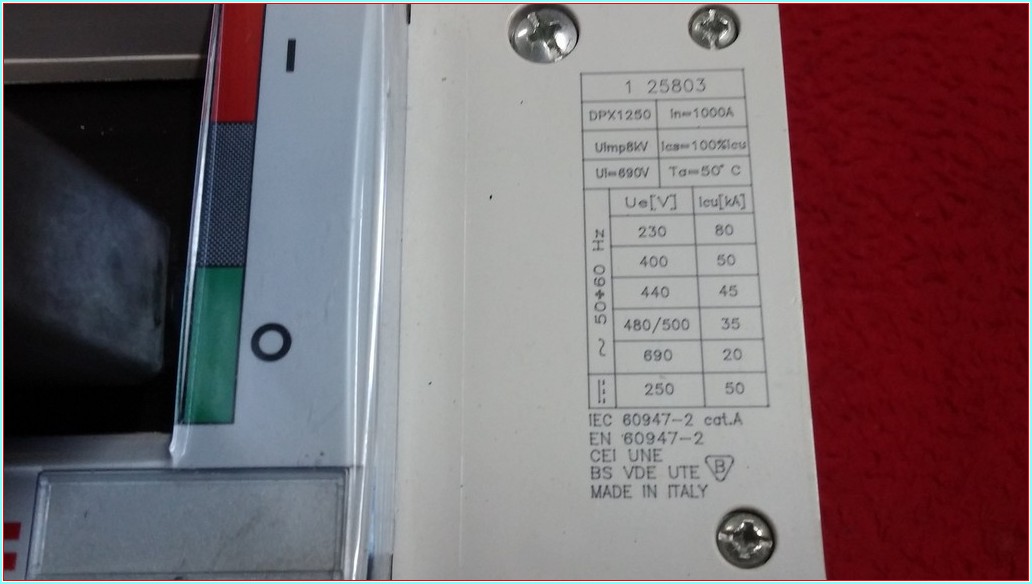 I
O
1 25803
DPX1250 In=1000A
Uimp8kV Ics=100%Icu
Ui=690V Ta=50° C
Ue[V] Icu[kA]
~ 50÷60 Hz
230 80
400 50
440 45
480/500 35
690 20
250 50
IEC 60947-2 cat.A
EN 60947-2
CEI UNE
BS VDE UTE B
MADE IN ITALY